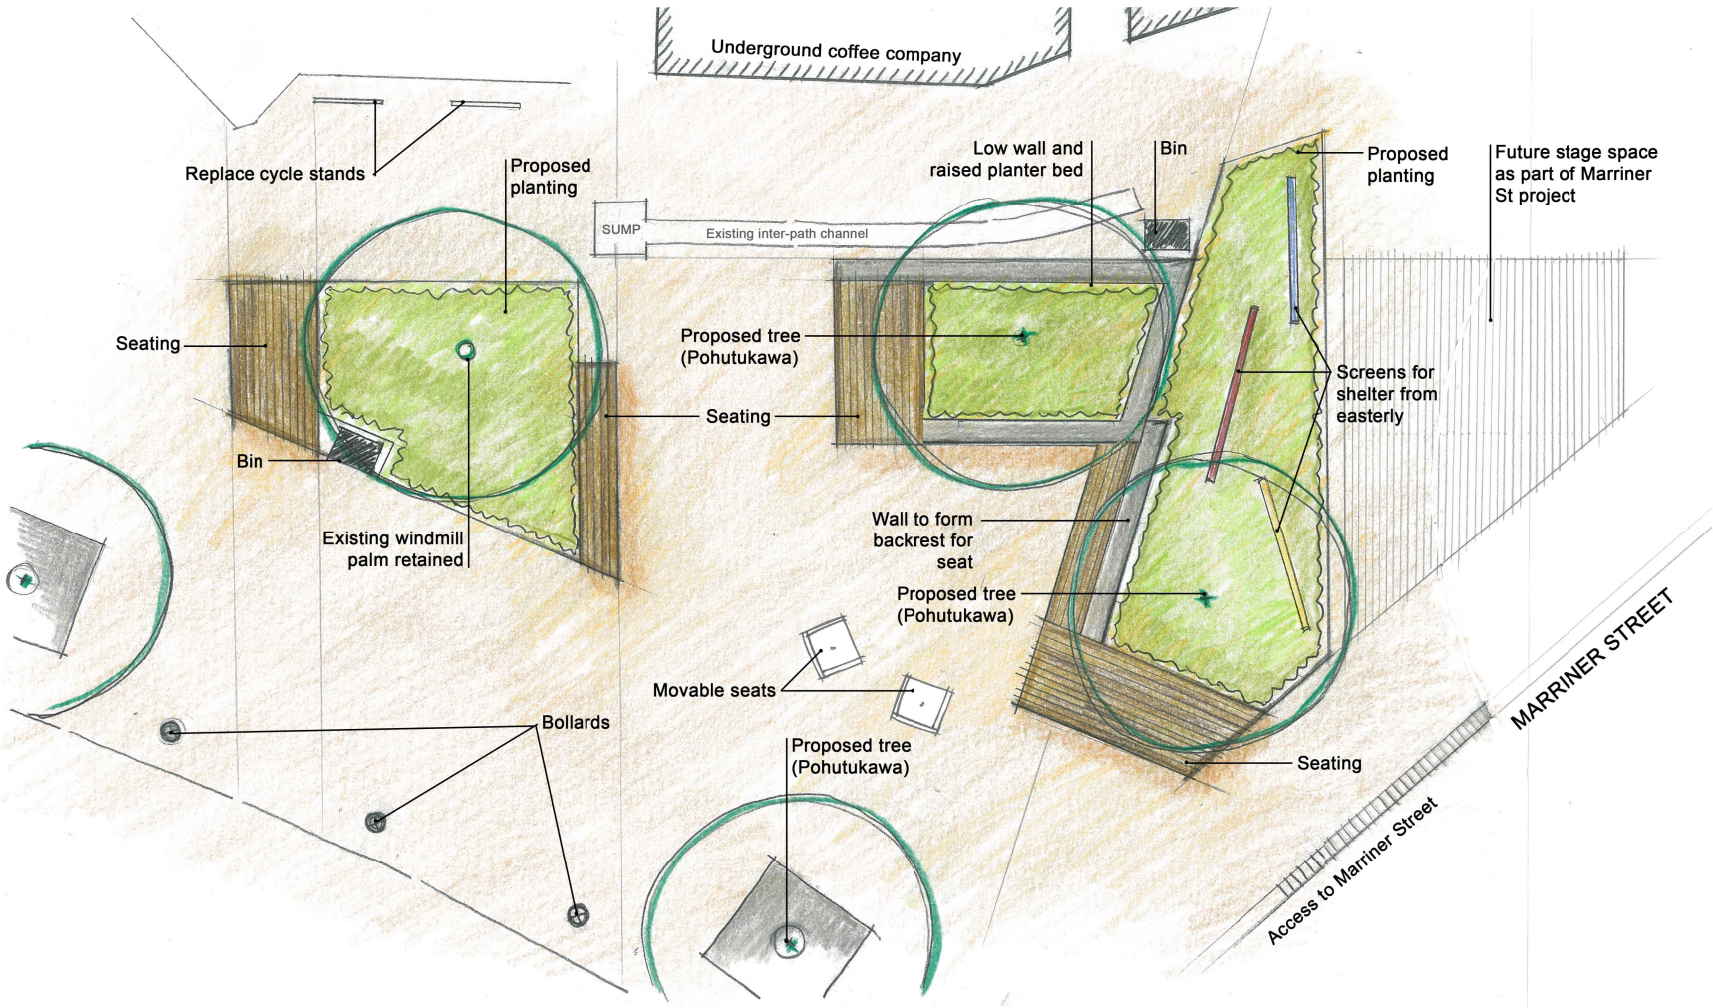 Underground coffee company
Replace cycle stands
Proposed
planting
Low wall and
raised planter bed
Bin
Proposed
planting
Future stage space
as part of Marriner
St project
SUMP
Existing inter-path channel
Seating
Proposed tree
(Pohutukawa)
Screens for
shelter from
easterly
Seating
Bin
Existing windmill
palm retained
Wall to form
backrest for
seat
Proposed tree
(Pohutukawa)
Movable seats
Bollards
Proposed tree
(Pohutukawa)
Seating
MARRINER STREET
Access to Marriner Street